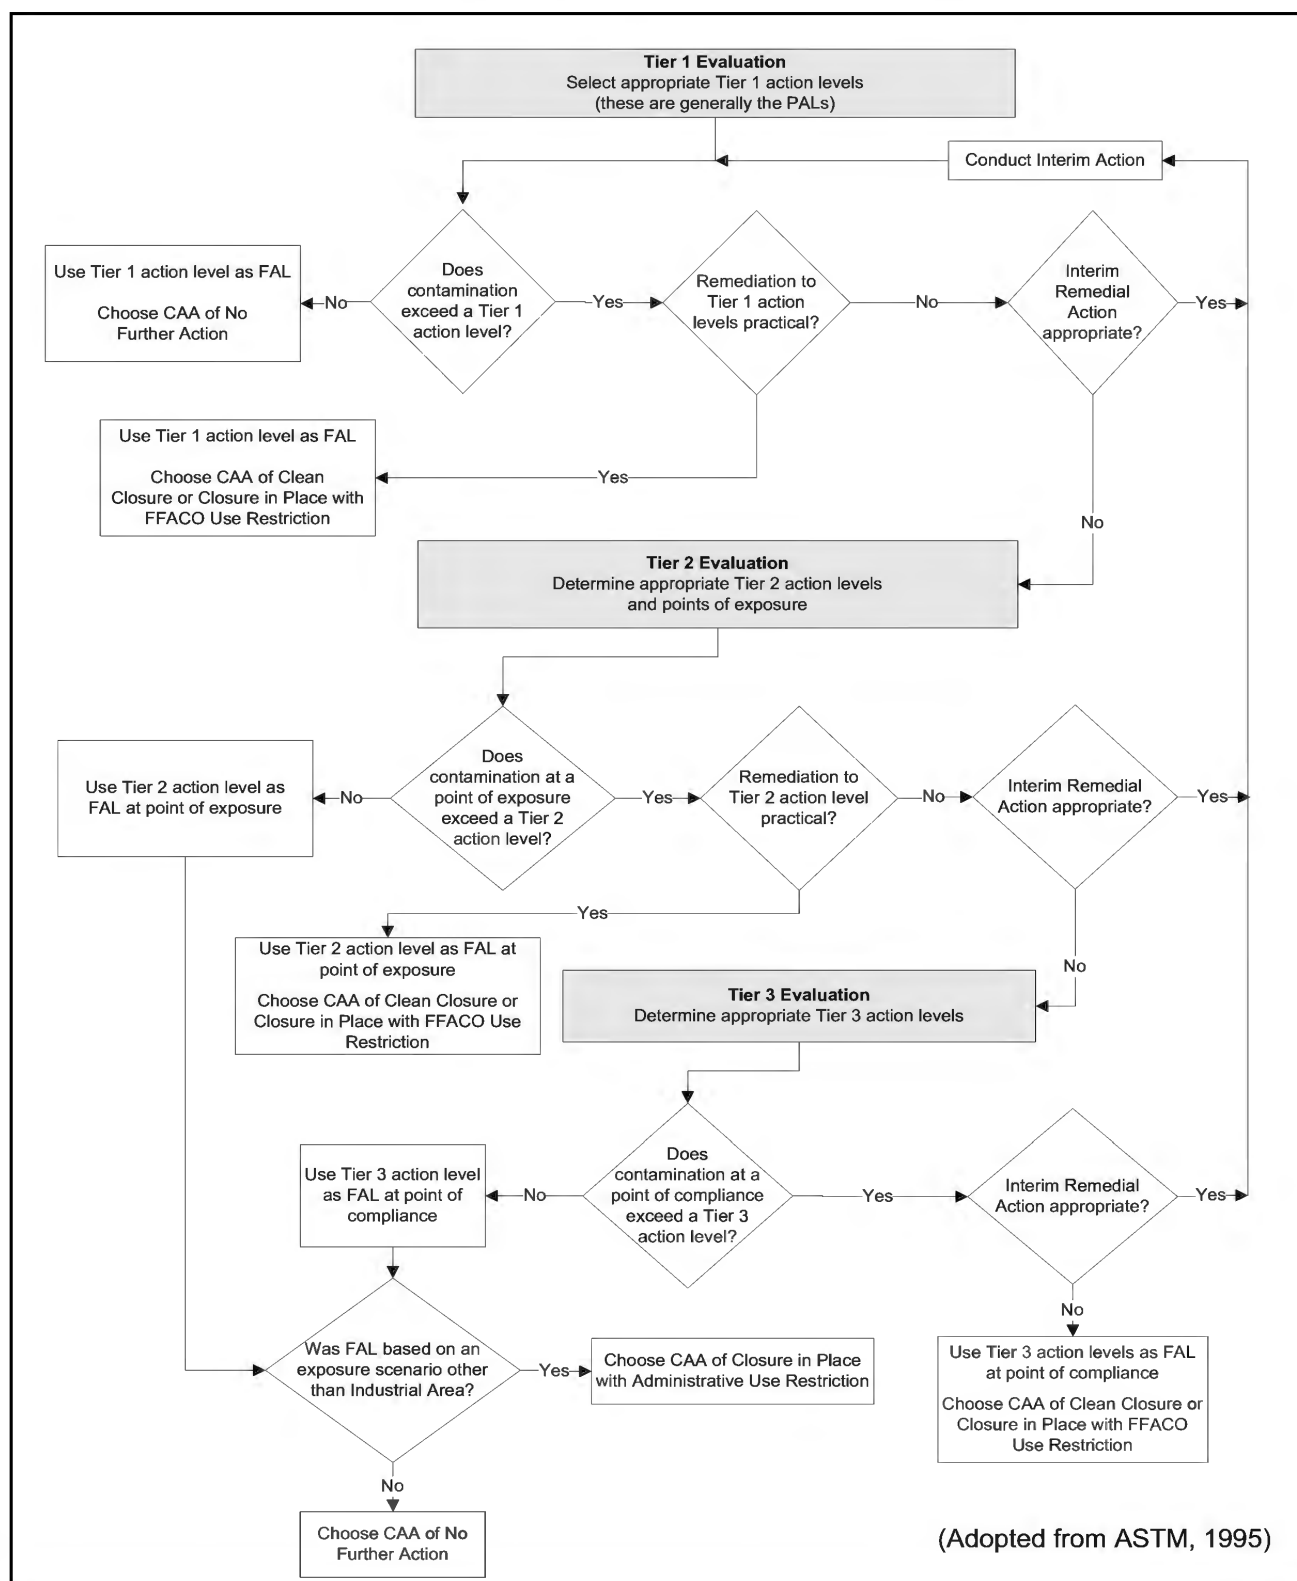 Tier 1 Evaluation
Select appropriate Tier 1 action levels
(these are generally the PALs)
Conduct Interim Action
Use Tier 1 action level as FAL
Choose CAA of No
Further Action
No
Does
contamination
exceed a Tier 1
action level?
Yes
Remediation to
Tier 1 action
levels practical?
No
Interim
Remedial
Action
appropriate?
Yes
Use Tier 1 action level as FAL
Choose CAA of Clean
Closure or Closure in Place with
FFACO Use Restriction
Yes
No
Tier 2 Evaluation
Determine appropriate Tier 2 action levels
and points of exposure
Use Tier 2 action level as
FAL at point of exposure
No
Does
contamination at a
point of exposure
exceed a Tier 2
action level?
Yes
Remediation to
Tier 2 action level
practical?
No
Interim Remedial
Action appropriate?
Yes
Yes
Use Tier 2 action level as FAL at
point of exposure
Choose CAA of Clean Closure or
Closure in Place with FFACO Use
Restriction
No
Tier 3 Evaluation
Determine appropriate Tier 3 action levels
Use Tier 3 action level
as FAL at point of
compliance
No
Does
contamination at a
point of compliance
exceed a Tier 3
action level?
Yes
Interim Remedial
Action appropriate?
Yes
No
Was FAL based on an
exposure scenario other
than Industrial Area?
Yes
Choose CAA of Closure in Place
with Administrative Use Restriction
Use Tier 3 action levels as FAL
at point of compliance
Choose CAA of Clean Closure or
Closure in Place with FFACO
Use Restriction
No
Choose CAA of No
Further Action
(Adopted from ASTM, 1995)